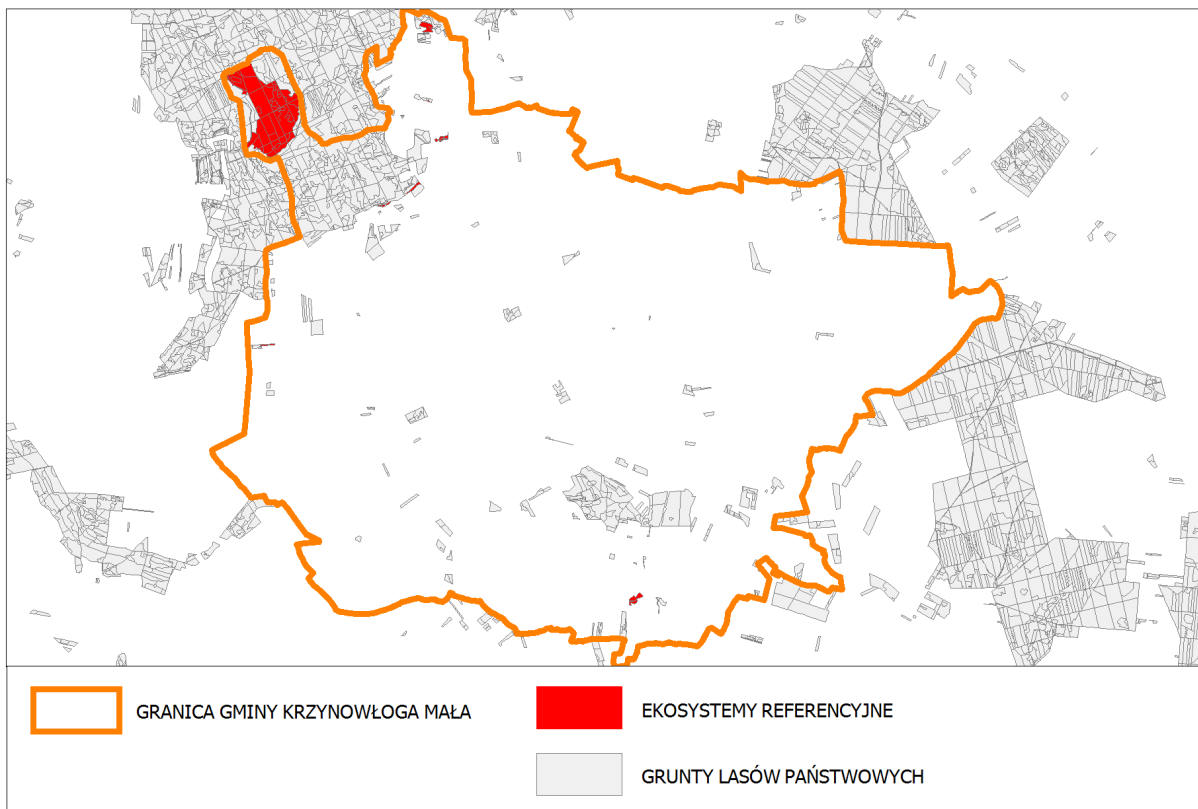 GRANICA GMINY KRZYNOWŁOGA MAŁA
EKOSYSTEMY REFERENCYJNE
GRUNTY LASÓW PAŃSTWOWYCH